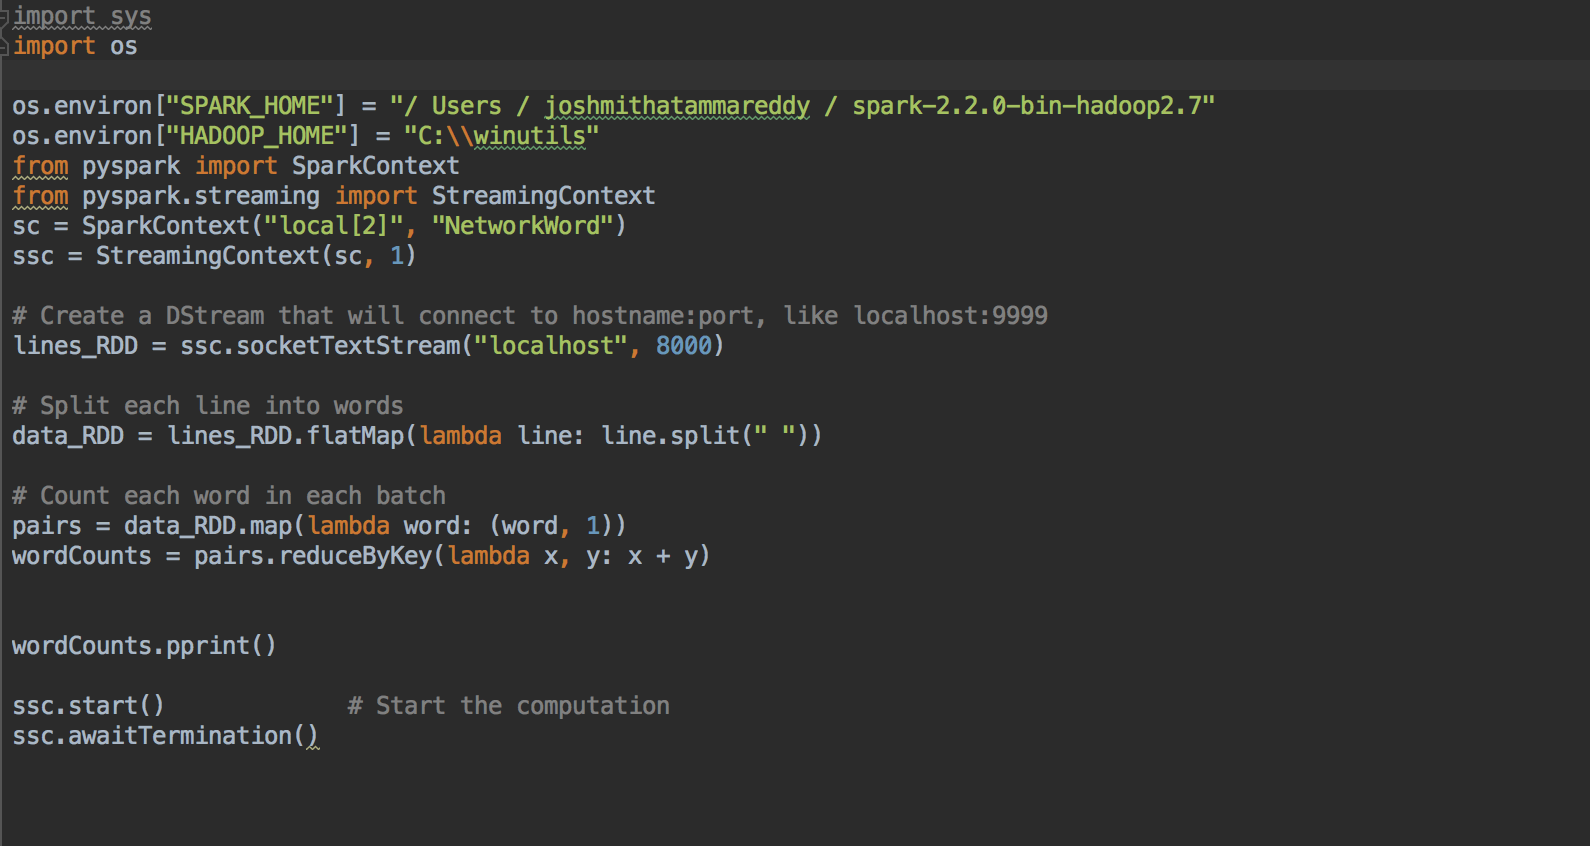 import sys
import os
os.environ["SPARK_HOME"] = "/ Users / joshmithatammareddy / spark-2.2.0-bin-hadoop2.7"
os.environ["HADOOP_HOME"] = "C:\\winutils"
from pyspark import SparkContext
from pyspark.streaming import StreamingContext
sc = SparkContext("local[2]", "NetworkWord")
ssc = StreamingContext(sc, 1)
# Create a DStream that will connect to hostname:port, like localhost:9999
lines_RDD = ssc.socketTextStream("localhost", 8000)
# Split each line into words
data_RDD = lines_RDD.flatMap(lambda line: line.split(" "))
# Count each word in each batch
pairs = data_RDD.map(lambda word: (word, 1))
wordCounts = pairs.reduceByKey(lambda x, y: x + y)
wordCounts.pprint()
ssc.start()             # Start the computation
ssc.awaitTermination()